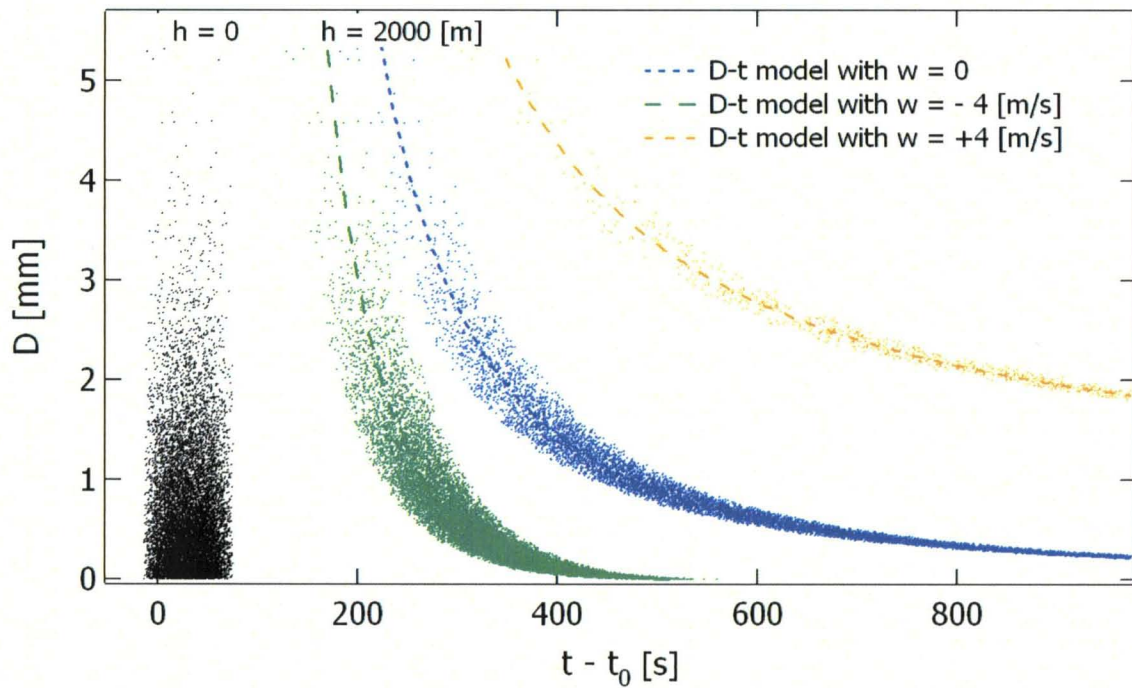 h = 0
h = 2000 [m]
D-t model with w = 0
D-t model with w = - 4 [m/s]
D-t model with w = +4 [m/s]
5
4
3
2
1
0
D [mm]
0
200
400
600
800
t - t0 [s]